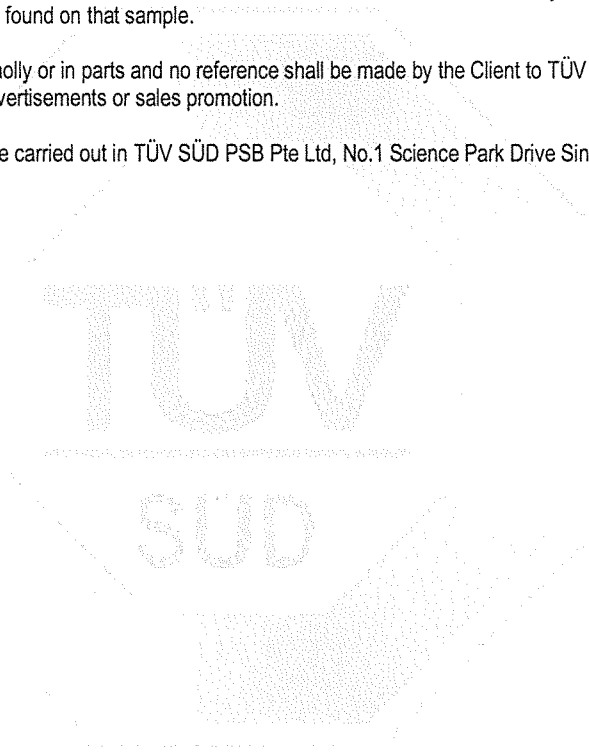 found on that sample.
holly or in parts and no reference shall be made by the Client to TÜV
vertisements or sales promotion.
e carried out in TÜV SÜD PSB Pte Ltd, No.1 Science Park Drive Sin
TÜV
SÜD